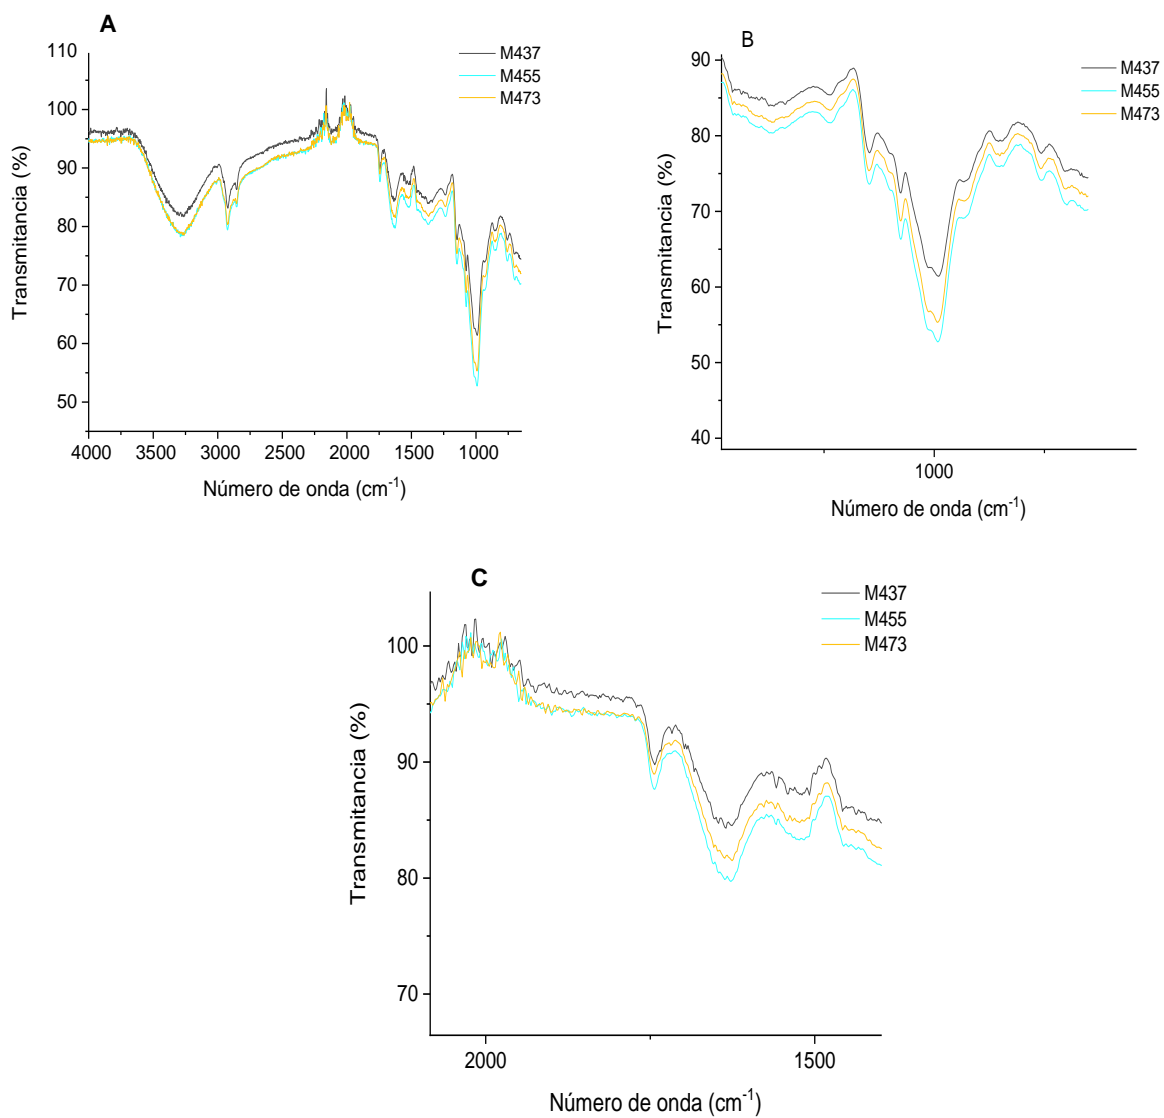 A
M437
M455
M473
110
100
90
80
70
60
50
Transmitancia (%)
4000 3500 3000 2500 2000 1500 1000
Número de onda (cm-1)
B
M437
M455
M473
90
80
70
60
50
40
Transmitancia (%)
1000
Número de onda (cm-1)
C
M437
M455
M473
100
90
80
70
Transmitancia (%)
2000 1500
Número de onda (cm-1)